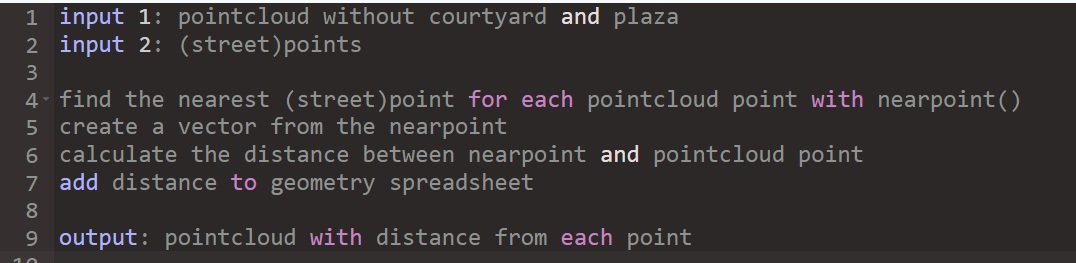 1 input 1: pointcloud without courtyard and plaza
2 input 2: (street)points
3
4 find the nearest (street)point for each pointcloud point with nearpoint()
5 create a vector from the nearpoint
6 calculate the distance between nearpoint and pointcloud point
7 add distance to geometry spreadsheet
8
9 output: pointcloud with distance from each point